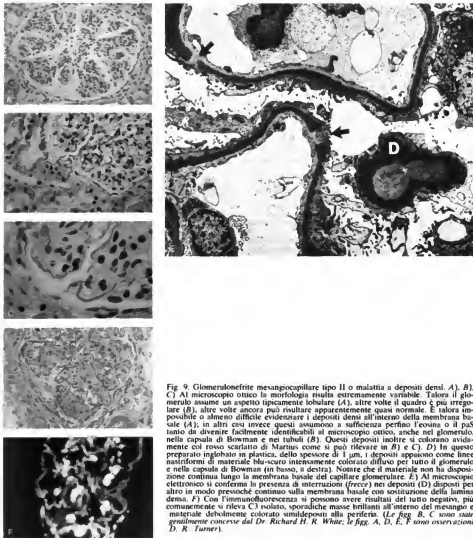 D
Fig. 9. Glomerulonefrite mesangiocapillare tipo II o malattia a depositi densi. A), B),
C) Al microscopio ottico la morfologia risulta estremamente variabile. Talora il glo-
merulo assume un aspetto tipicamente lobulare (A), altre volte il quadro è più irrego-
lare (B), altre volte ancora può risultare apparentemente quasi normale. È talora im-
possibile o almeno difficile evidenziare i depositi densi all'interno della membrana ba-
sale (A); in altri casi invece questi assumono a sufficienza perfino l'eosina o il paS
tanto da divenire facilmente identificabili al microscopio ottico, anche nel glomerulo,
nella capsula di Bowman e nei tubuli (B). Questi depositi inoltre si colorano avida-
mente col rosso scarlatto di Martius come si può rilevare in B) e C). D) In questo
preparato inglobato in plastica, dello spessore di 1 µm, i depositi appaiono come linee
nastriformi di materiale blu-scuro intensamente colorato diffuso per tutto il glomerulo
e nella capsula di Bowman (in basso, a destra). Notare che il materiale non ha disposi-
zione continua lungo la membrana basale del capillare glomerulare. E) Al microscopio
elettronico si conferma la presenza di interruzioni (frecce) nei depositi (D) disposti per
altro in modo pressoché continuo sulla membrana basale con sostituzione della lamina
densa. F) Con l'immunofluorescenza si possono avere risultati del tutto negativi, più
comunemente si rileva C3 isolato, sporadiche masse brillanti all'interno del mesangio o
materiale debolmente colorato simildeposito alla periferia. (Le figg. B, C sono state
gentilmente concesse dal Dr. Richard H. R. White; le figg. A, D, E, F sono osservazioni
D. R. Turner).